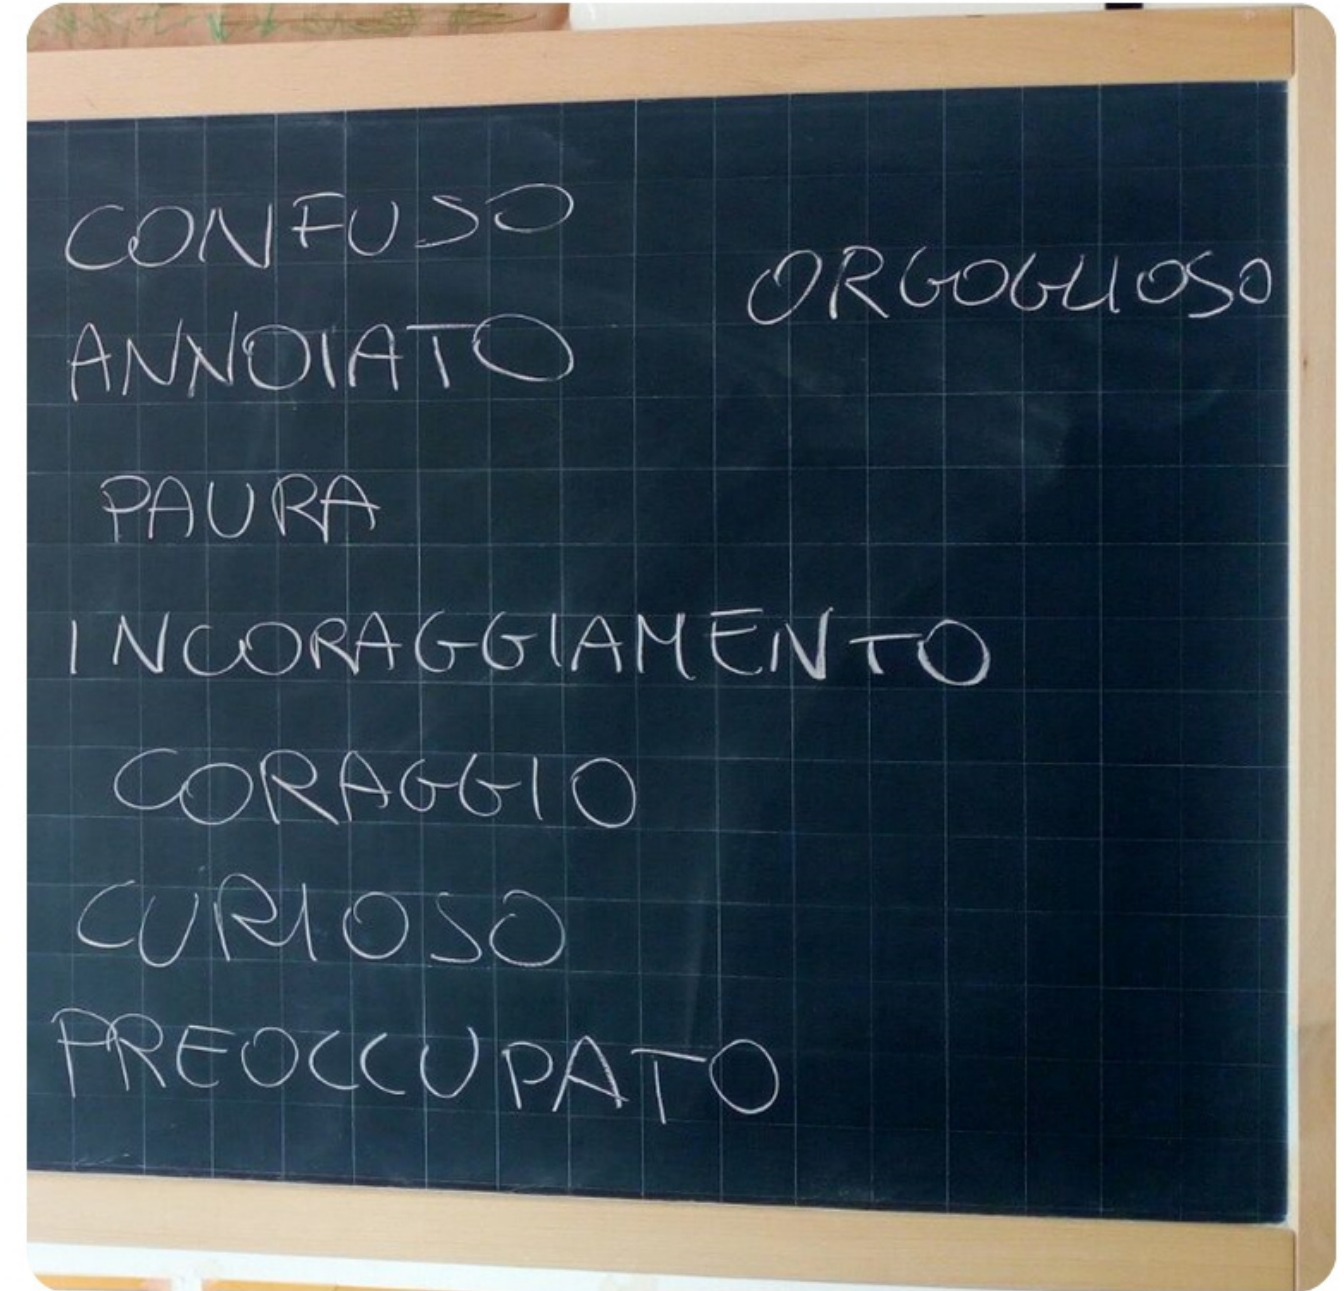 CONFUSO
ORGOGLIOSO
ANNOIATO
PAURA
INCORAGGIAMENTO
CORAGGIO
CURIOSO
PREOCCUPATO